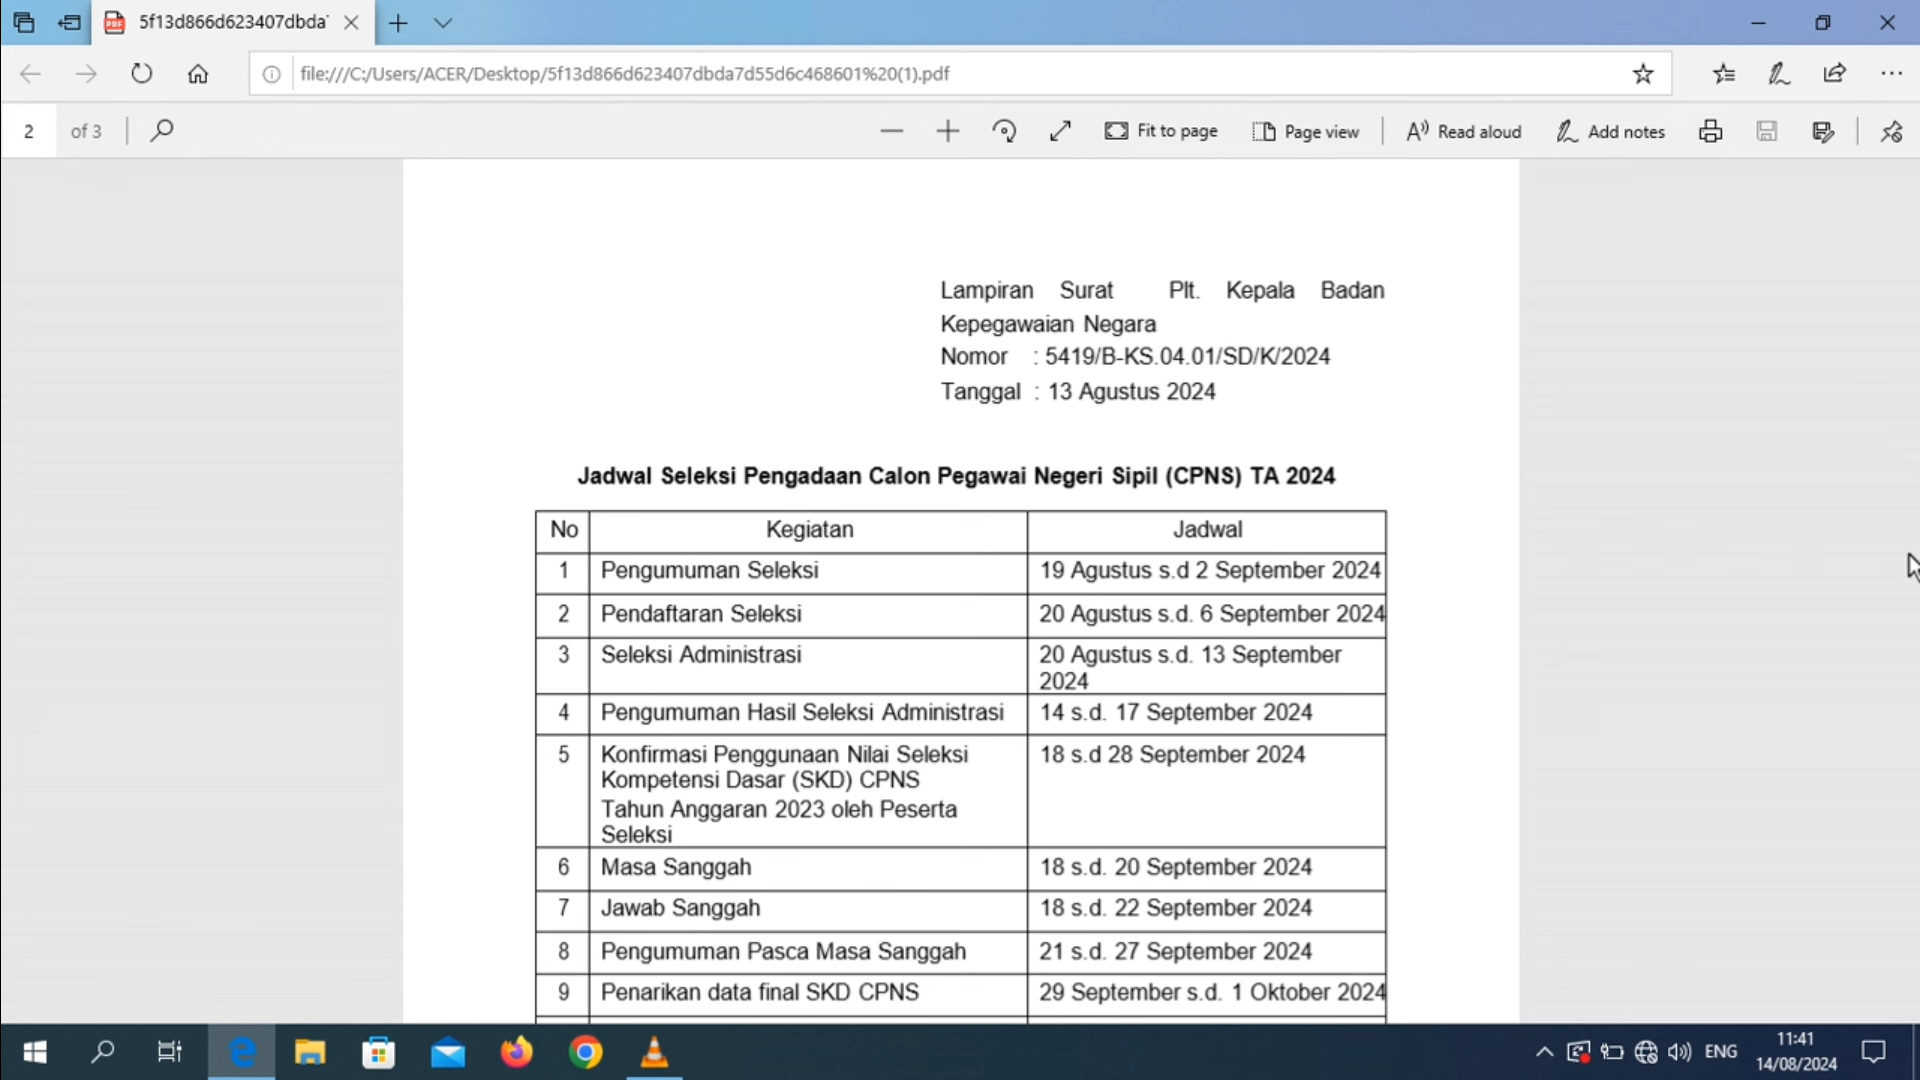 5f13d866d623407dbda7
file:///C:/Users/ACER/Desktop/5f13d866d623407dbda7d55d6c468601%20(1).pdf
2 of 3
Fit to page
Page view
Read aloud
Add notes
Lampiran Surat Plt. Kepala Badan
Kepegawaian Negara
Nomor : 5419/B-KS.04.01/SD/K/2024
Tanggal : 13 Agustus 2024
Jadwal Seleksi Pengadaan Calon Pegawai Negeri Sipil (CPNS) TA 2024
No Kegiatan Jadwal
1 Pengumuman Seleksi 19 Agustus s.d 2 September 2024
2 Pendaftaran Seleksi 20 Agustus s.d. 6 September 2024
3 Seleksi Administrasi 20 Agustus s.d. 13 September
2024
4 Pengumuman Hasil Seleksi Administrasi 14 s.d. 17 September 2024
5 Konfirmasi Penggunaan Nilai Seleksi 18 s.d 28 September 2024
Kompetensi Dasar (SKD) CPNS
Tahun Anggaran 2023 oleh Peserta
Seleksi
6 Masa Sanggah 18 s.d. 20 September 2024
7 Jawab Sanggah 18 s.d. 22 September 2024
8 Pengumuman Pasca Masa Sanggah 21 s.d. 27 September 2024
9 Penarikan data final SKD CPNS 29 September s.d. 1 Oktober 2024
ENG
11:41
14/08/2024